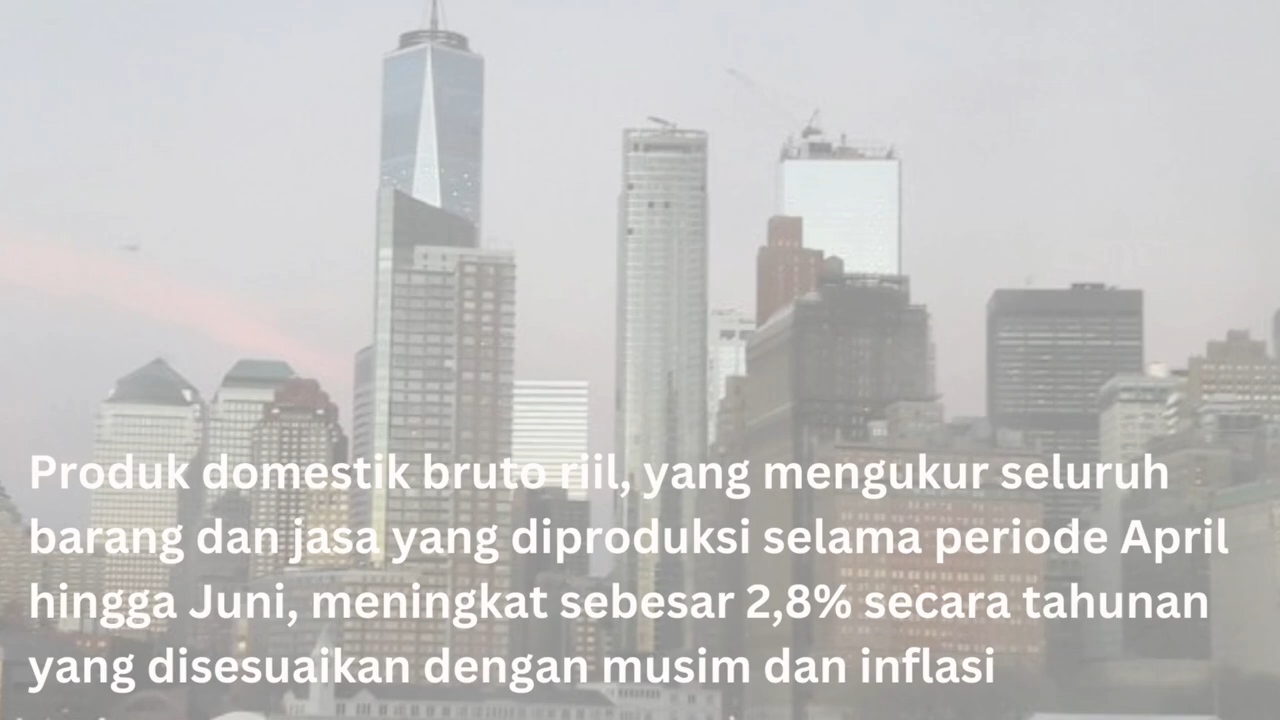 Produk domestik bruto riil, yang mengukur seluruh
barang dan jasa yang diproduksi selama periode April
hingga Juni, meningkat sebesar 2,8% secara tahunan
yang disesuaikan dengan musim dan inflasi